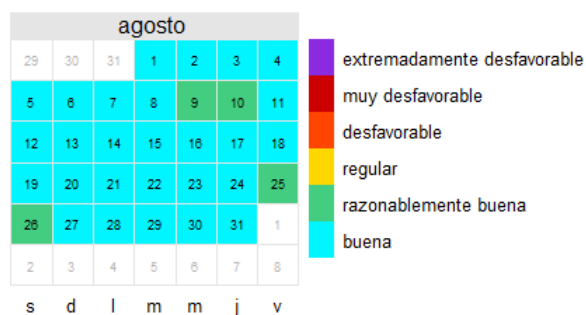 agosto
29 30 31 1 2 3 4
5 6 7 8 9 10 11
12 13 14 15 16 17 18
19 20 21 22 23 24 25
26 27 28 29 30 31 1
2 3 4 5 6 7 8
s d l m m j v
extremadamente desfavorable
muy desfavorable
desfavorable
regular
razonablemente buena
buena